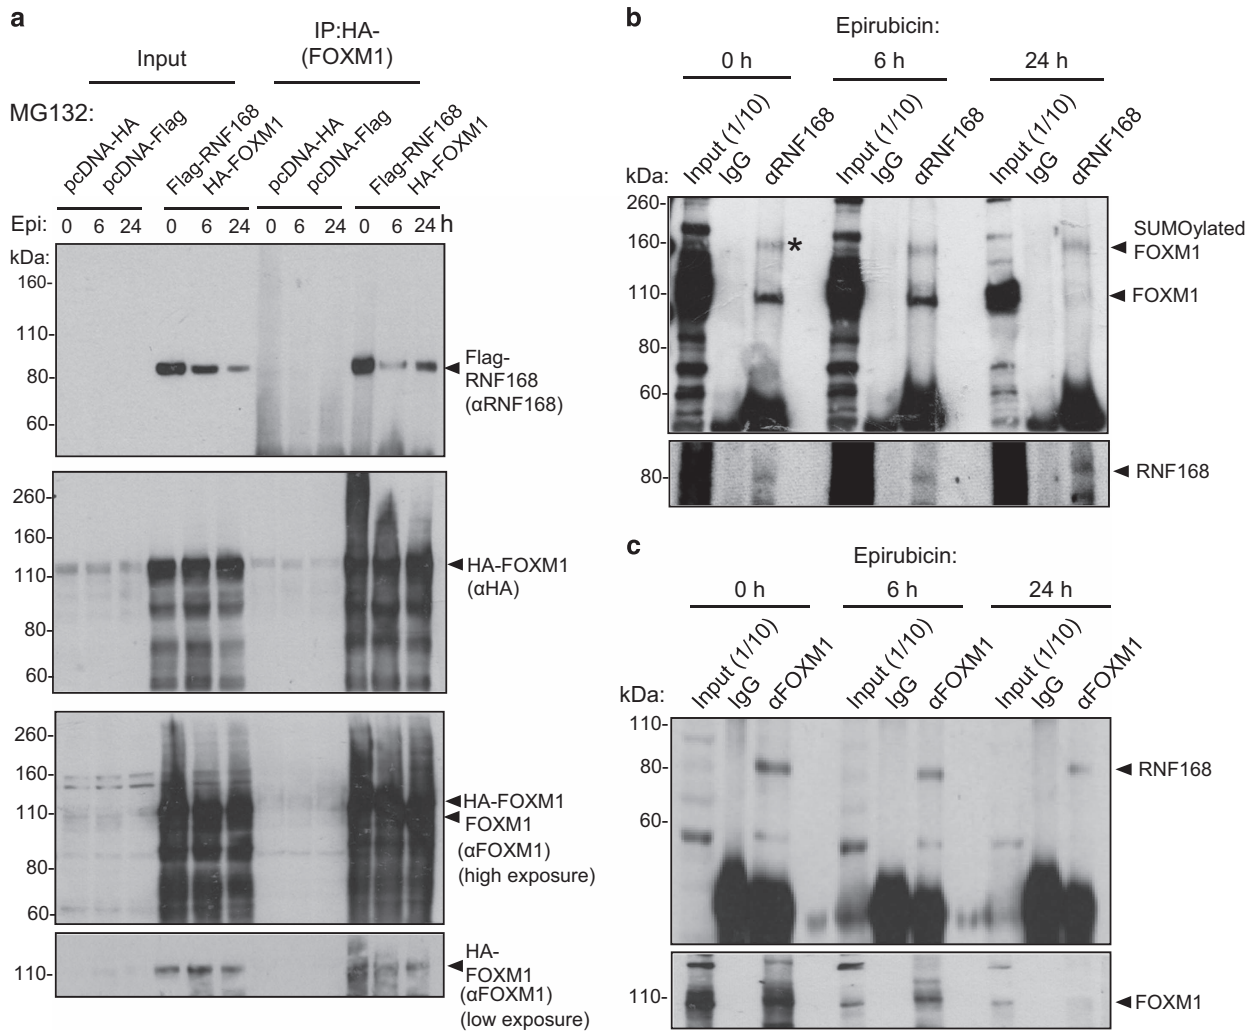 a
Input
IP:HA-
(FOXM1)
MG132:
pcDNA-HA
pcDNA-Flag
Flag-RNF168
HA-FOXM1
pcDNA-HA
pcDNA-Flag
Flag-RNF168
HA-FOXM1
Epi: 0 6 24 0 6 24 0 6 24 0 6 24 h
kDa:
160-
110-
80-
60-
Flag-
RNF168
(αRNF168)
260-
160-
110-
80-
60-
HA-FOXM1
(αHA)
260-
160-
110-
80-
60-
HA-FOXM1
FOXM1
(αFOXM1)
(high exposure)
110-
HA-
FOXM1
(αFOXM1)
(low exposure)
b
Epirubicin:
0 h 6 h 24 h
Input (1/10)
IgG
αRNF168
Input (1/10)
IgG
αRNF168
Input (1/10)
IgG
αRNF168
kDa:
260-
160-
110-
80-
60-
*
SUMOylated
FOXM1
FOXM1
80-
RNF168
c
Epirubicin:
0 h 6 h 24 h
Input (1/10)
IgG
αFOXM1
Input (1/10)
IgG
αFOXM1
Input (1/10)
IgG
αFOXM1
kDa:
110-
80-
60-
RNF168
110-
FOXM1